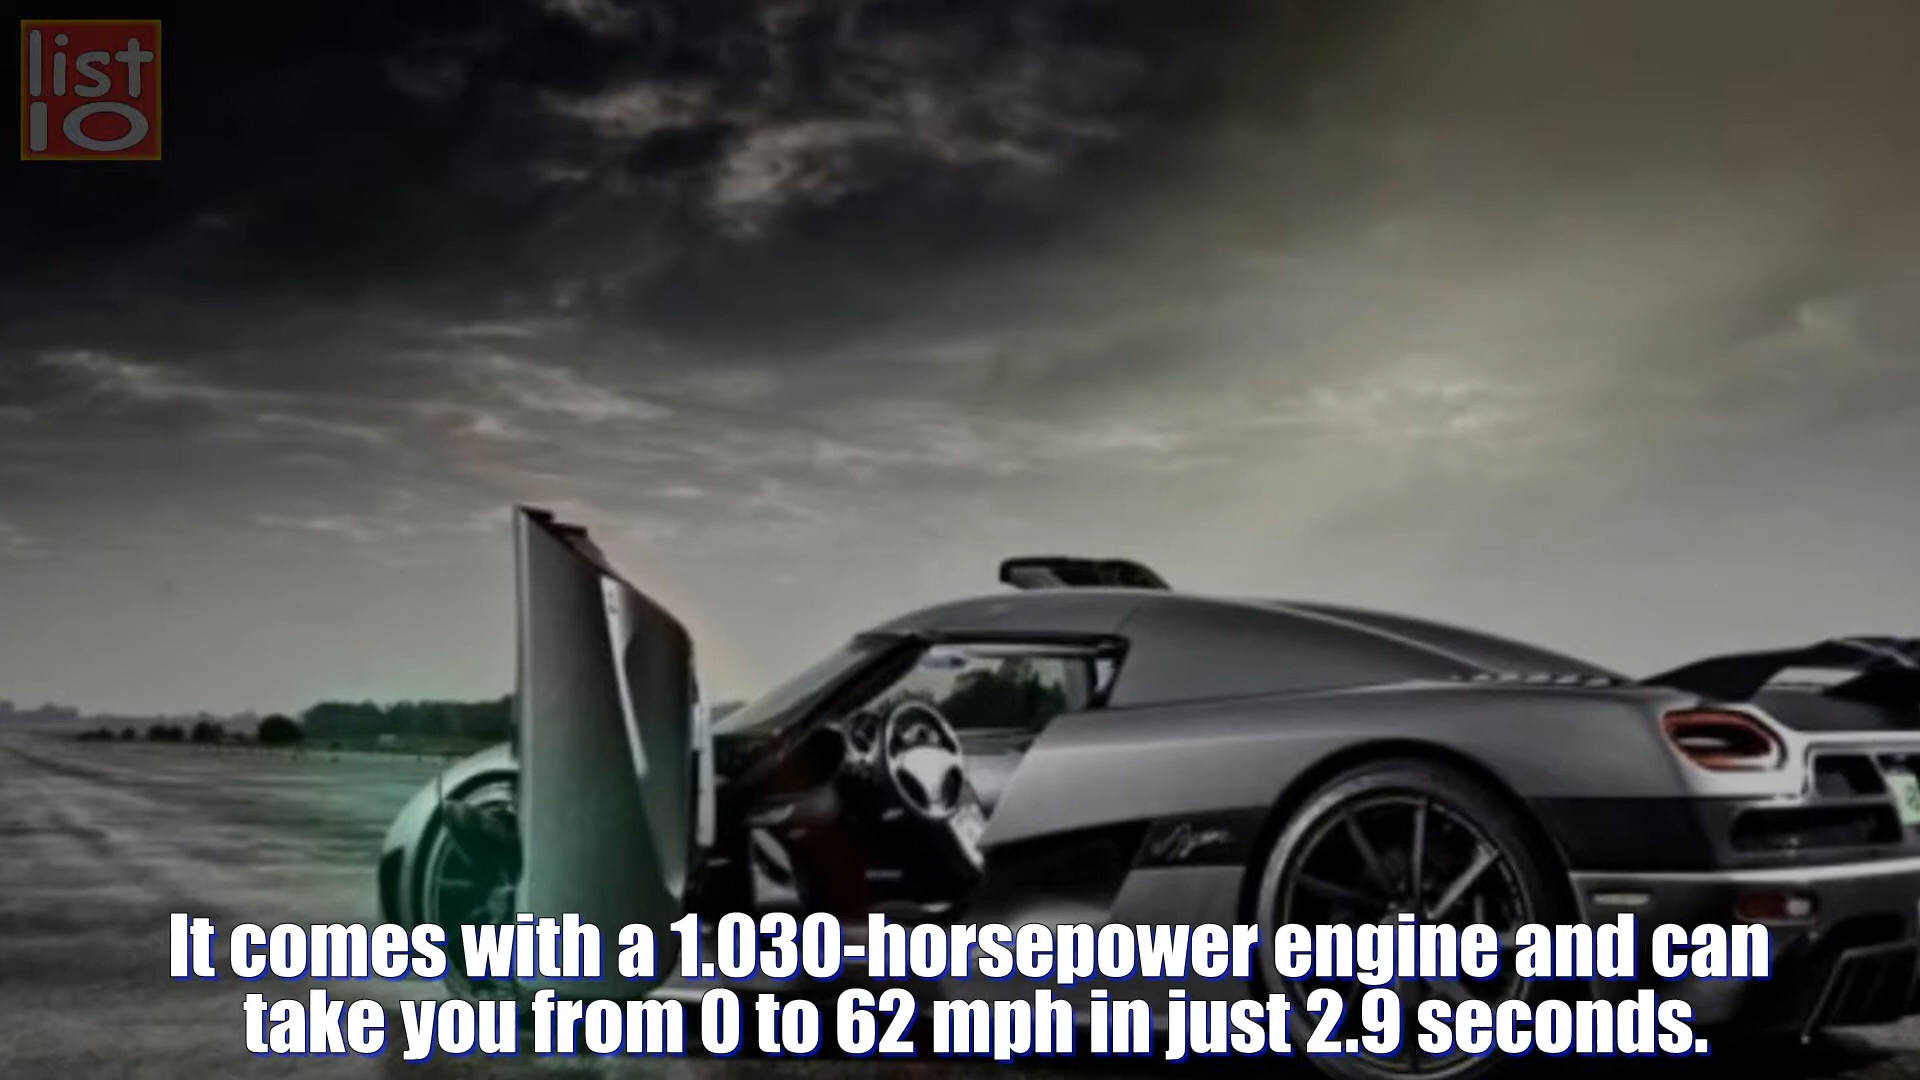 list
10
It comes with a 1.030-horsepower engine and can
take you from 0 to 62 mph in just 2.9 seconds.